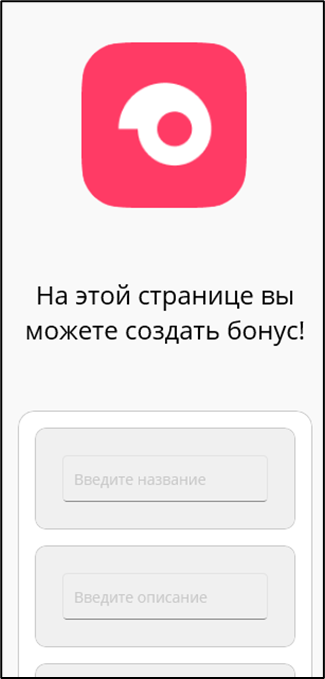 На этой странице вы
можете создать бонус!
Введите название
Введите описание